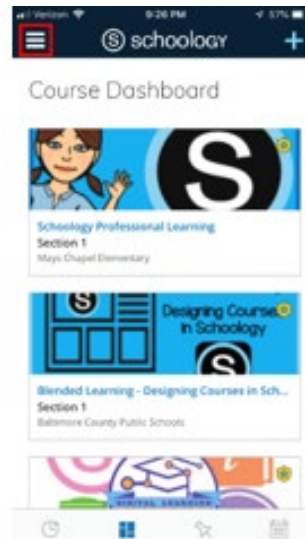 Verizon 9:26 PM 57%
S schoology
Course Dashboard
S
Schoology Professional Learning
Section 1
Mays Chapel Elementary
S
Designing Courses
in Schoology
S
Blended Learning - Designing Courses in Sch...
Section 1
Baltimore County Public Schools
DIGITAL LEARNING